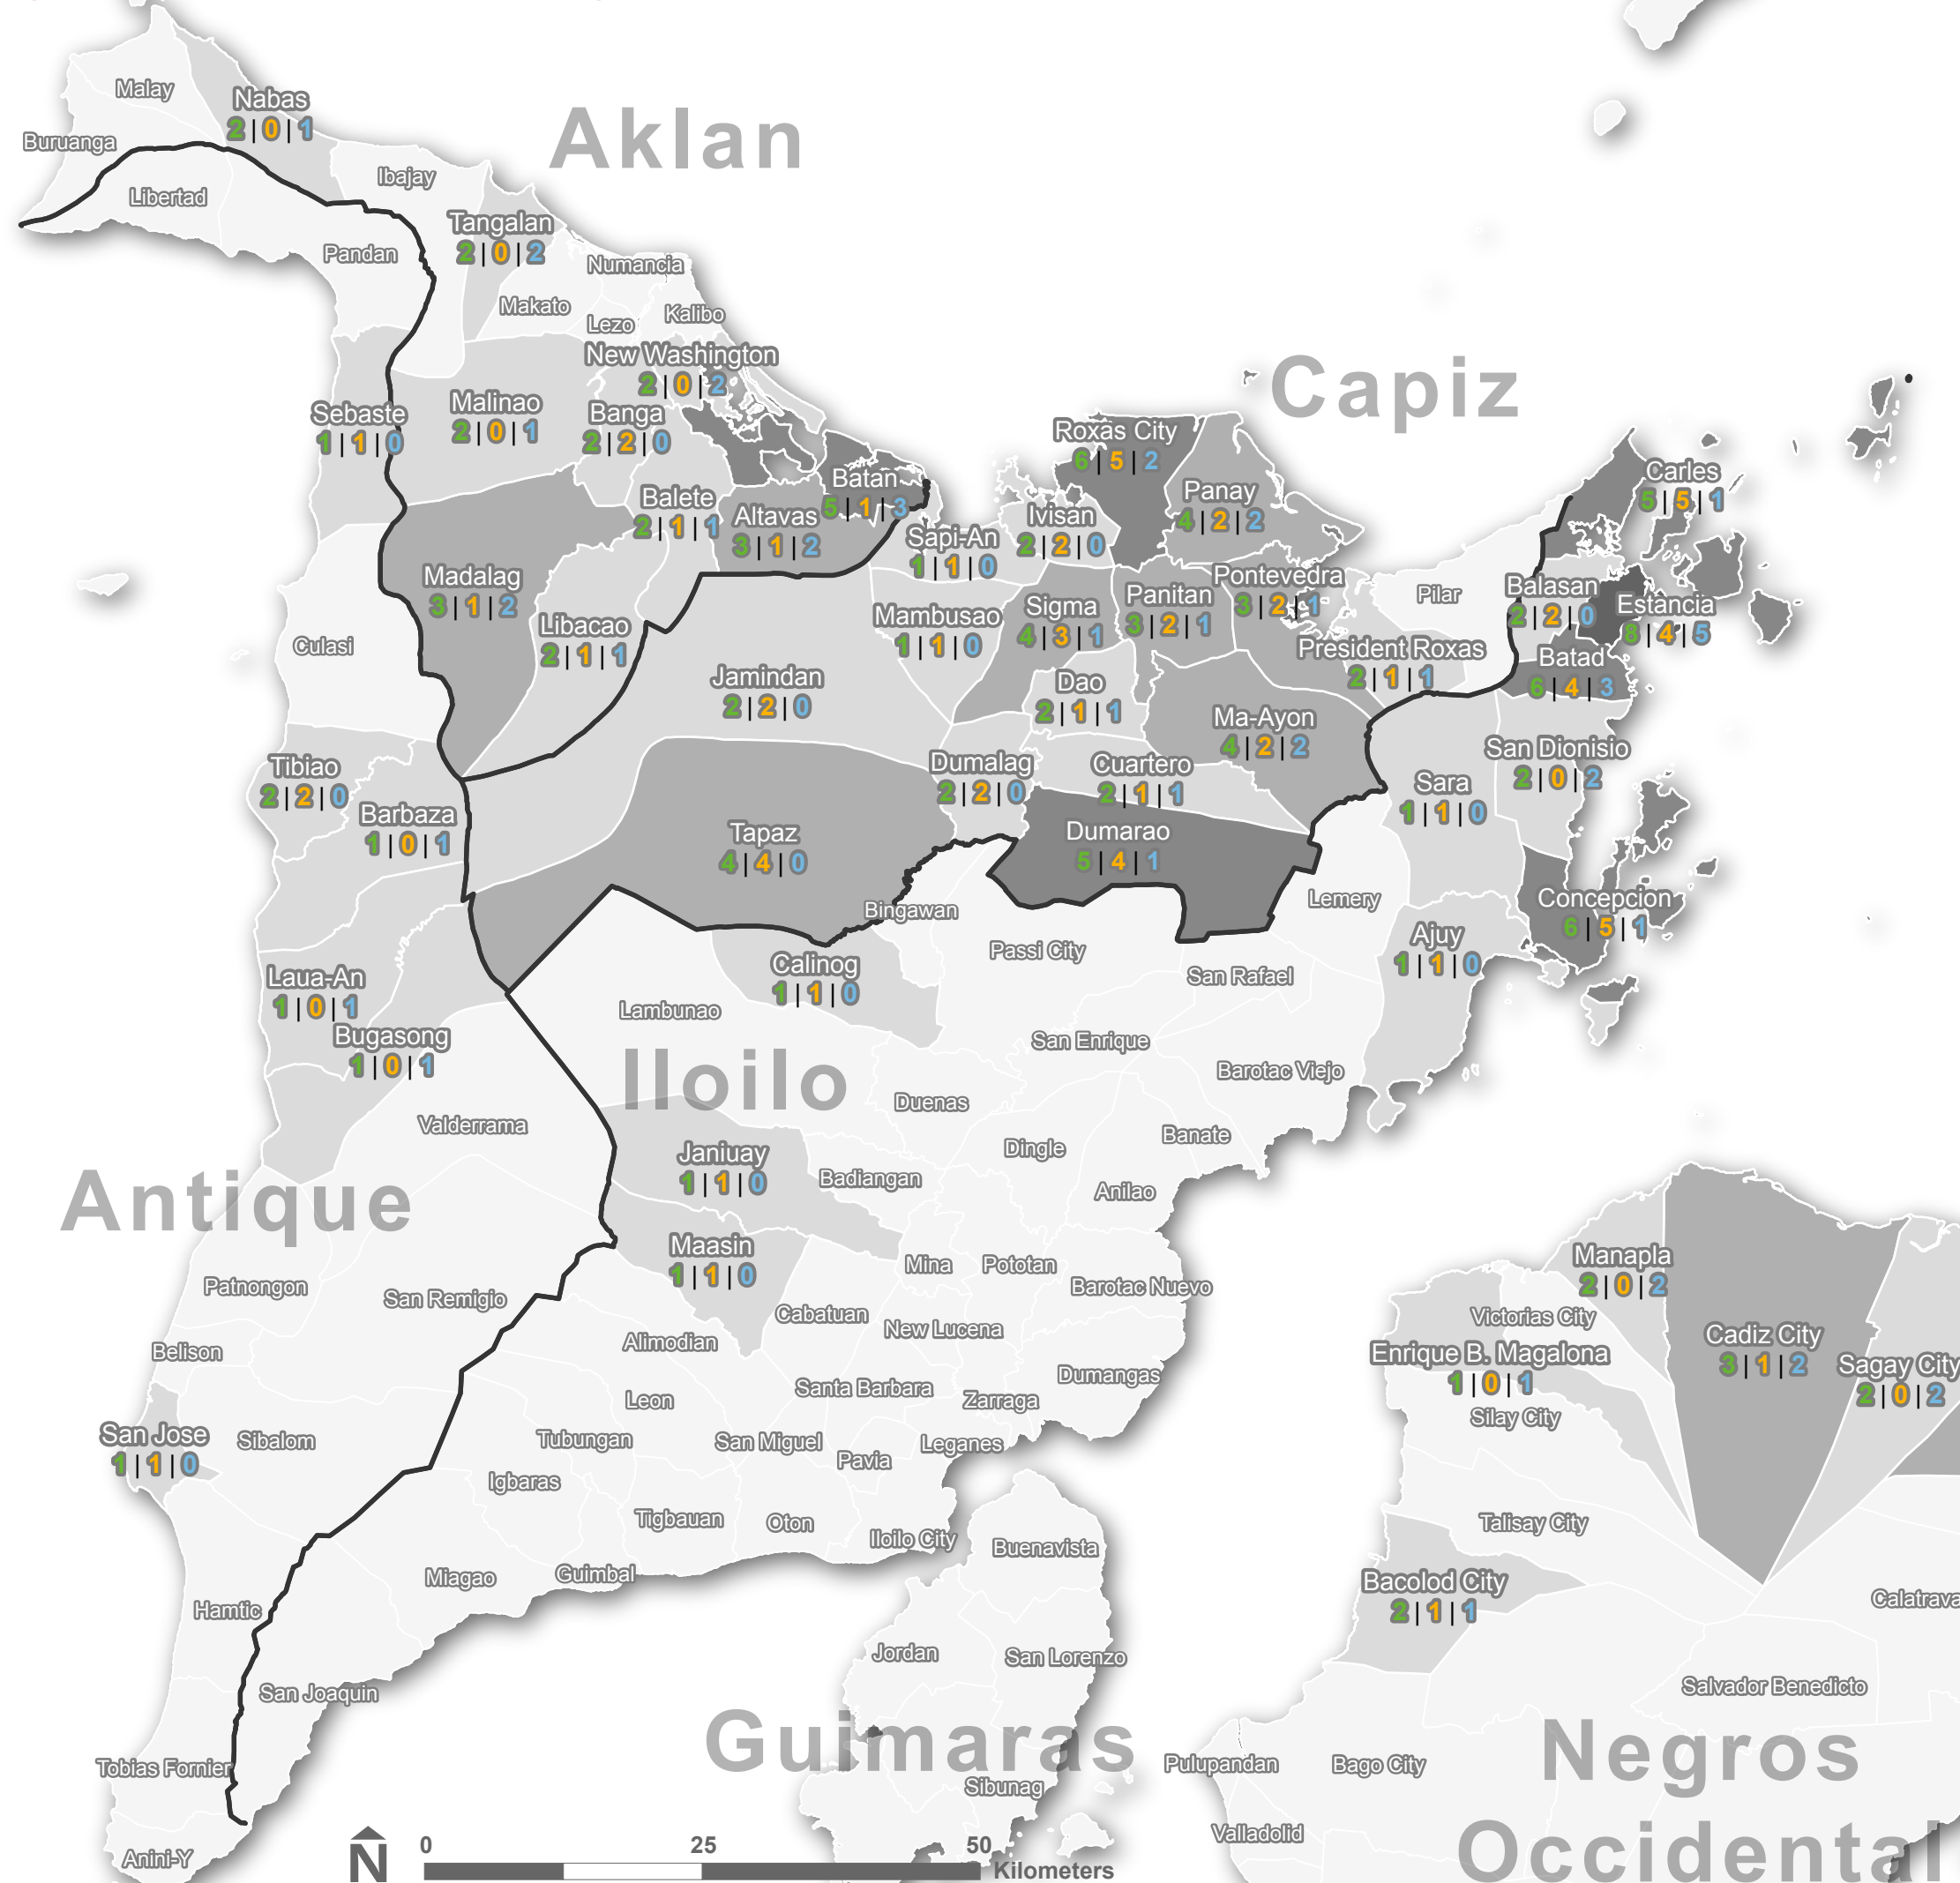 Malay
Nabas
2|0|1
Buruanga
Aklan
Libertad
Ibajay
Tangalan
2|0|2
Pandan
Numancia
Makato
Lezo
Kalibo
New Washington
2|0|2
Capiz
Sebaste
1|1|0
Malinao
2|0|1
Banga
2|2|0
Roxas City
6|5|2
Carles
5|5|1
Batan
5|1|3
Balete
2|1|1
Altavas
3|1|2
Panay
4|2|2
Ivisan
2|2|0
Sapi-An
1|1|0
Madalag
3|1|2
Pontevedra
3|2|1
Pilar
Balasan
2|2|0
Panitan
3|2|1
Sigma
4|3|1
Mambusao
1|1|0
Estancia
8|4|5
Libacao
2|1|1
Culasi
President Roxas
2|1|1
Batad
6|4|3
Jamindan
2|2|0
Dao
2|1|1
Ma-Ayon
4|2|2
San Dionisio
2|0|2
Tibiao
2|2|0
Dumalag
2|2|0
Cuartero
2|1|1
Sara
1|1|0
Barbaza
1|0|1
Tapaz
4|4|0
Dumarao
5|4|1
Lemery
Concepcion
6|5|1
Bingawan
Passi City
Ajuy
1|1|0
Calinog
1|1|0
San Rafael
Laua-An
1|0|1
Lambunao
Bugasong
1|0|1
San Enrique
Iloilo
Barotac Viejo
Duenas
Valderrama
Banate
Dingle
Janiuay
1|1|0
Badiangan
Anilao
Antique
Maasin
1|1|0
Mina
Pototan
Manapla
2|0|2
Patnongon
Barotac Nuevo
San Remigio
Cabatuan
Victorias City
New Lucena
Cadiz City
3|1|2
Alimodian
Belison
Enrique B. Magalona
1|0|1
Sagay City
2|0|2
Dumangas
Santa Barbara
Leon
Zarraga
Silay City
San Jose
1|1|0
Sibalom
Tubungan
San Miguel
Leganes
Pavia
Igbaras
Tigbauan
Oton
Talisay City
Iloilo City
Buenavista
Guimbal
Miagao
Bacolod City
2|1|1
Calatrava
Hamtic
Jordan
San Lorenzo
Salvador Benedicto
San Joaquin
Guimaras
Negros
Occidental
Tobias Fornier
Pulupandan
Bago City
Sibunag
Valladolid
Anini-Y
N
0 25 50
Kilometers